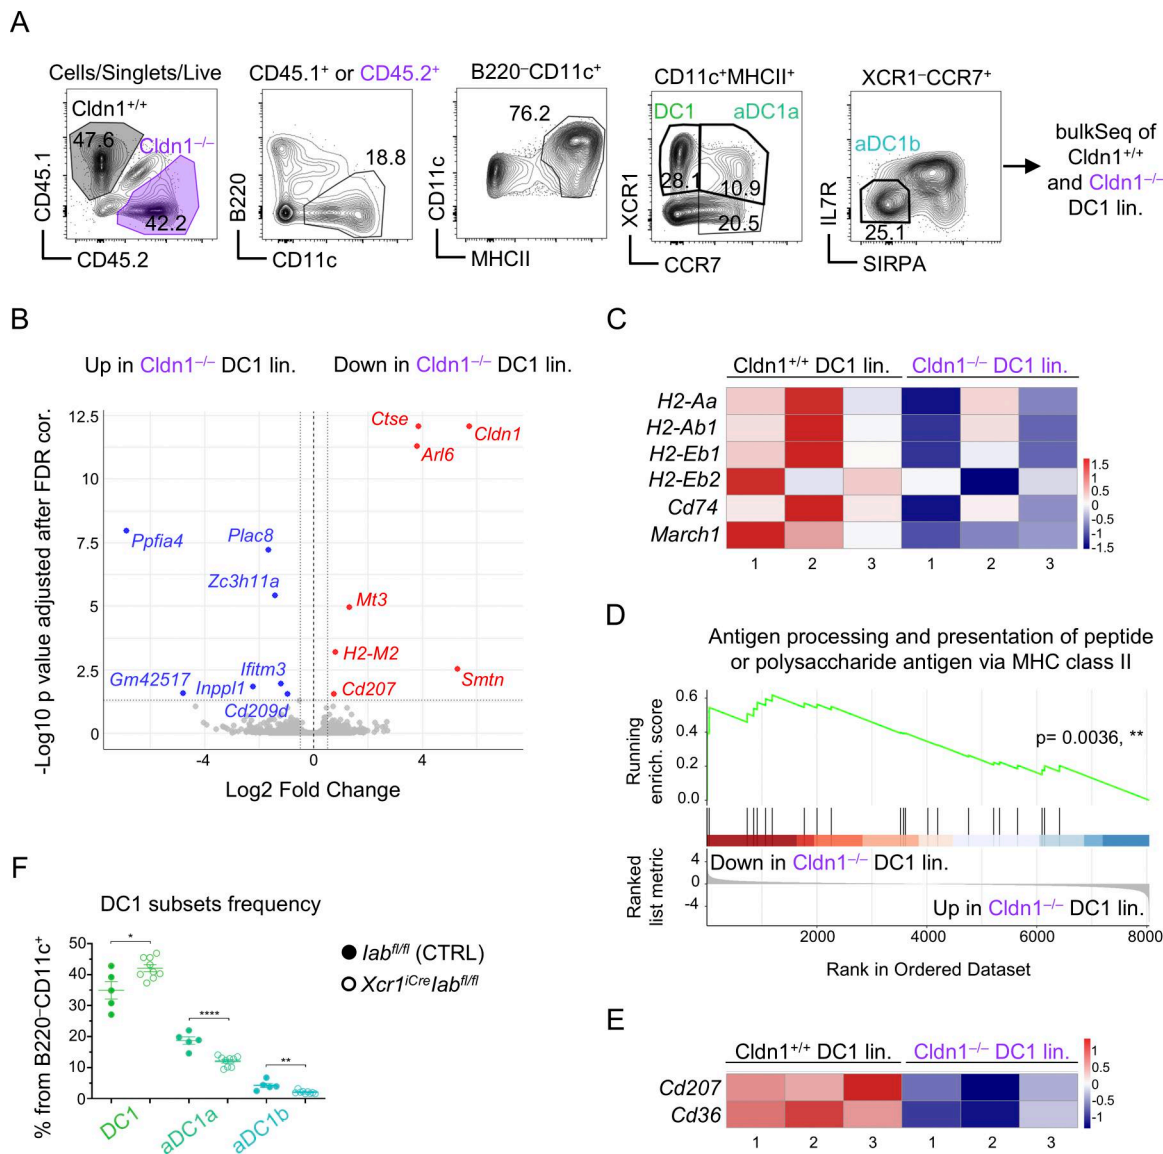 A
Cells/Singlets/Live
Cldn1+/+
47.6
Cldn1–/–
42.2
CD45.1
CD45.2
CD45.1+ or CD45.2+
18.8
B220
CD11c
B220–CD11c+
76.2
CD11c
MHCII
CD11c+MHCII+
DC1
aDC1a
28.1
10.9
20.5
XCR1
CCR7
XCR1–CCR7+
aDC1b
25.1
IL7R
SIRPA
bulkSeq of
Cldn1+/+
and Cldn1–/–
DC1 lin.
B
Up in Cldn1–/– DC1 lin.
Down in Cldn1–/– DC1 lin.
-Log10 p value adjusted after FDR cor.
12.5
10
7.5
5
2.5
0
Ctse
Cldn1
Arl6
Ppfia4
Plac8
Zc3h11a
Mt3
H2-M2
Smtn
Cd207
Gm42517
Inppl1
Ifitm3
Cd209d
-4
0
4
Log2 Fold Change
C
Cldn1+/+ DC1 lin.
Cldn1–/– DC1 lin.
H2-Aa
H2-Ab1
H2-Eb1
H2-Eb2
Cd74
March1
1 2 3 1 2 3
1.5
1
0.5
0
-0.5
-1
-1.5
D
Antigen processing and presentation of peptide
or polysaccharide antigen via MHC class II
Running
enrich. score
0.6
0.4
0.2
0.0
p= 0.0036, **
Ranked
list metric
4
0
-4
Down in Cldn1–/– DC1 lin.
Up in Cldn1–/– DC1 lin.
2000 4000 6000 8000
Rank in Ordered Dataset
E
Cldn1+/+ DC1 lin.
Cldn1–/– DC1 lin.
Cd207
Cd36
1 2 3 1 2 3
1
0.5
0
-0.5
-1
F
DC1 subsets frequency
% from B220–CD11c+
50
40
30
20
10
0
*
****
**
DC1
aDC1a
aDC1b
Iabfl/fl (CTRL)
Xcr1iCreIabfl/fl